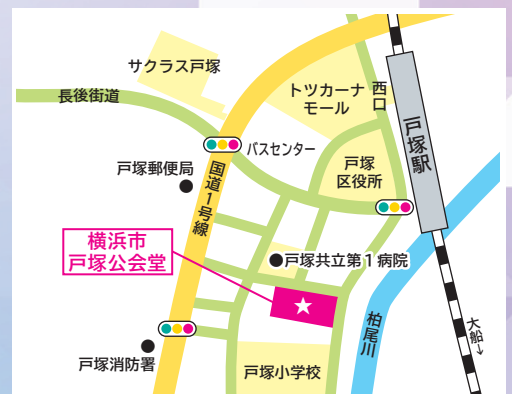 サクラス戸塚
トツカーナ
モール
西口
長後街道
戸塚駅
バスセンター
戸塚郵便局
国道1号線
戸塚
区役所
横浜市
戸塚公会堂
戸塚共立第1病院
柏尾川
大船↓
戸塚消防署
戸塚小学校